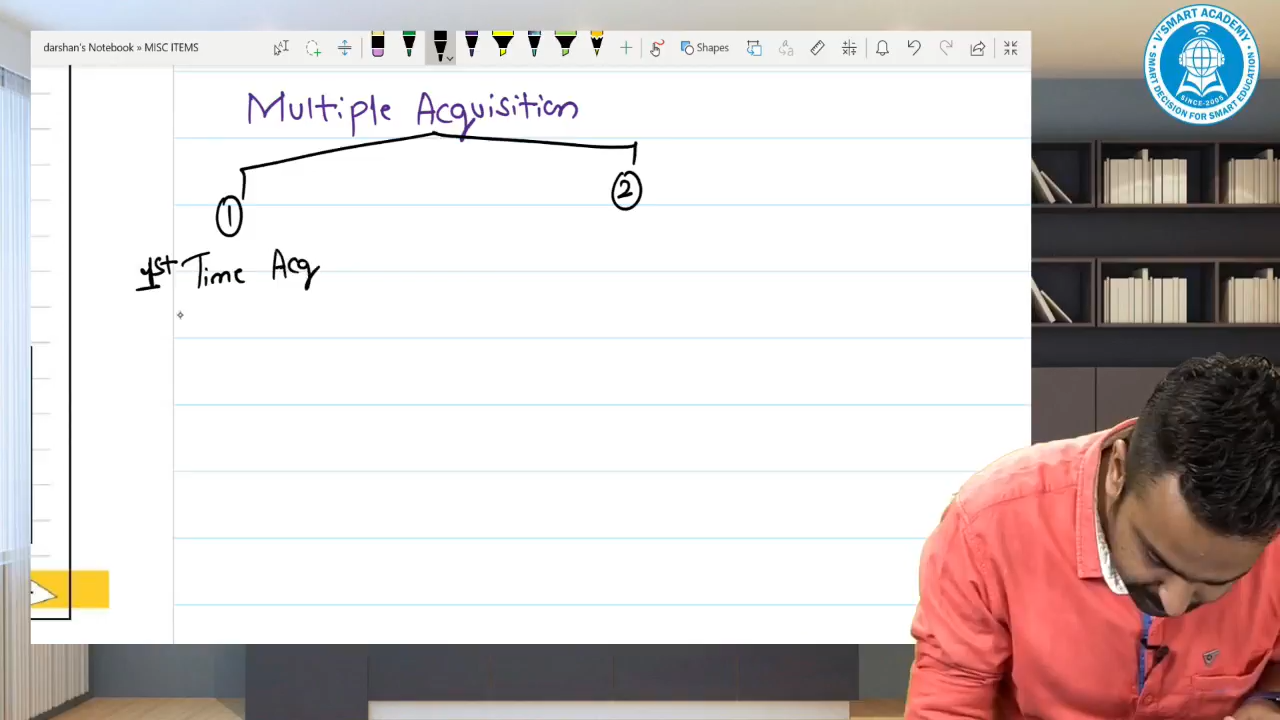 darshan's Notebook » MISC ITEMS
Shapes
V'SMART ACADEMY
SINCE-2005
SMART DECISION FOR SMART EDUCATION
Multiple Acquisition
1
2
1st Time Acq